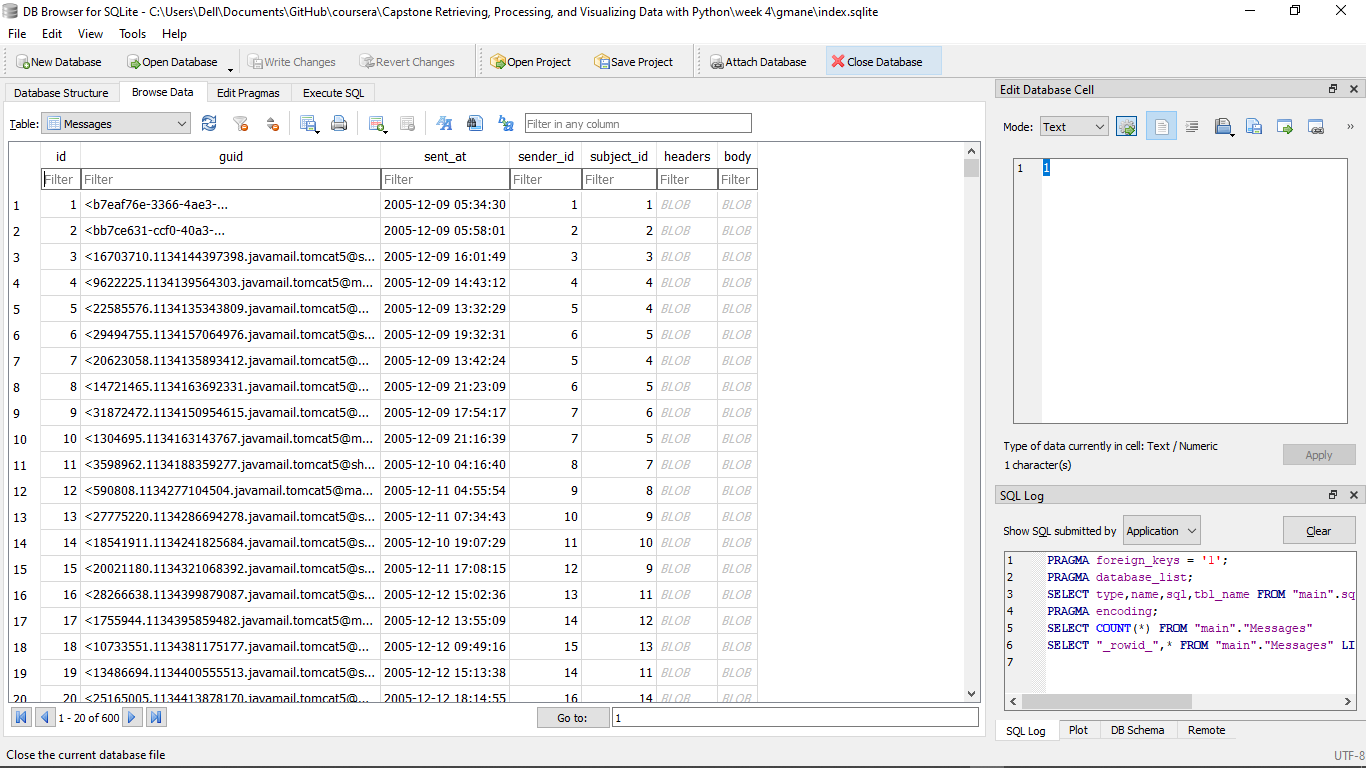 DB Browser for SQLite - C:\Users\Dell\Documents\GitHub\coursera\Capstone Retrieving, Processing, and Visualizing Data with Python\week 4\gmane\index.sqlite
File Edit View Tools Help
New Database Open Database Write Changes Revert Changes Open Project Save Project Attach Database Close Database
Database Structure Browse Data Edit Pragmas Execute SQL
Table: Messages Filter in any column
id guid sent_at sender_id subject_id headers body
Filter Filter Filter Filter Filter Filter Filter
1 1 <b7eaf76e-3366-4ae3-... 2005-12-09 05:34:30 1 1 BLOB BLOB
2 2 <bb7ce631-ccf0-40a3-... 2005-12-09 05:58:01 2 2 BLOB BLOB
3 3 <16703710.1134144397398.javamail.tomcat5@s... 2005-12-09 16:01:49 3 3 BLOB BLOB
4 4 <9622225.1134139564303.javamail.tomcat5@m... 2005-12-09 14:43:12 4 4 BLOB BLOB
5 5 <22585576.1134135343809.javamail.tomcat5@... 2005-12-09 13:32:29 5 4 BLOB BLOB
6 6 <29494755.1134157064976.javamail.tomcat5@s... 2005-12-09 19:32:31 6 5 BLOB BLOB
7 7 <20623058.1134135893412.javamail.tomcat5@... 2005-12-09 13:42:24 5 4 BLOB BLOB
8 8 <14721465.1134163692331.javamail.tomcat5@... 2005-12-09 21:23:09 6 5 BLOB BLOB
9 9 <31872472.1134150954615.javamail.tomcat5@... 2005-12-09 17:54:17 7 6 BLOB BLOB
10 10 <1304695.1134163143767.javamail.tomcat5@m... 2005-12-09 21:16:39 7 5 BLOB BLOB
11 11 <3598962.1134188359277.javamail.tomcat5@sh... 2005-12-10 04:16:40 8 7 BLOB BLOB
12 12 <590808.1134277104504.javamail.tomcat5@ma... 2005-12-11 04:55:54 9 8 BLOB BLOB
13 13 <27775220.1134286694278.javamail.tomcat5@s... 2005-12-11 07:34:43 10 9 BLOB BLOB
14 14 <18541911.1134241825684.javamail.tomcat5@s... 2005-12-10 19:07:29 11 10 BLOB BLOB
15 15 <20021180.1134321068392.javamail.tomcat5@s... 2005-12-11 17:08:15 12 9 BLOB BLOB
16 16 <28266638.1134399879087.javamail.tomcat5@s... 2005-12-12 15:02:36 13 11 BLOB BLOB
17 17 <1755944.1134395859482.javamail.tomcat5@m... 2005-12-12 13:55:09 14 12 BLOB BLOB
18 18 <10733551.1134381175177.javamail.tomcat5@... 2005-12-12 09:49:16 15 13 BLOB BLOB
19 19 <13486694.1134400555513.javamail.tomcat5@s... 2005-12-12 15:13:38 14 11 BLOB BLOB
20 20 <25165005.1134413878170.javamail.tomcat5@s... 2005-12-12 18:14:55 16 14 BLOB BLOB
1 - 20 of 600 Go to: 1
Close the current database file
Edit Database Cell
Mode: Text
1 1
Type of data currently in cell: Text / Numeric
1 character(s)
Apply
SQL Log
Show SQL submitted by Application Clear
1 PRAGMA foreign_keys = '1';
2 PRAGMA database_list;
3 SELECT type,name,sql,tbl_name FROM "main".sq
4 PRAGMA encoding;
5 SELECT COUNT(*) FROM "main"."Messages"
6 SELECT "_rowid_",* FROM "main"."Messages" LI
7
SQL Log Plot DB Schema Remote
UTF-8